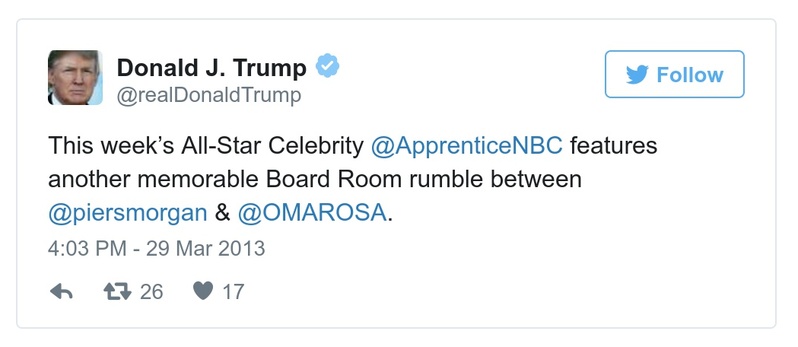 Donald J. Trump
@realDonaldTrump
Follow
This week’s All-Star Celebrity @ApprenticeNBC features
another memorable Board Room rumble between
@piersmorgan & @OMAROSA.
4:03 PM - 29 Mar 2013
26 17